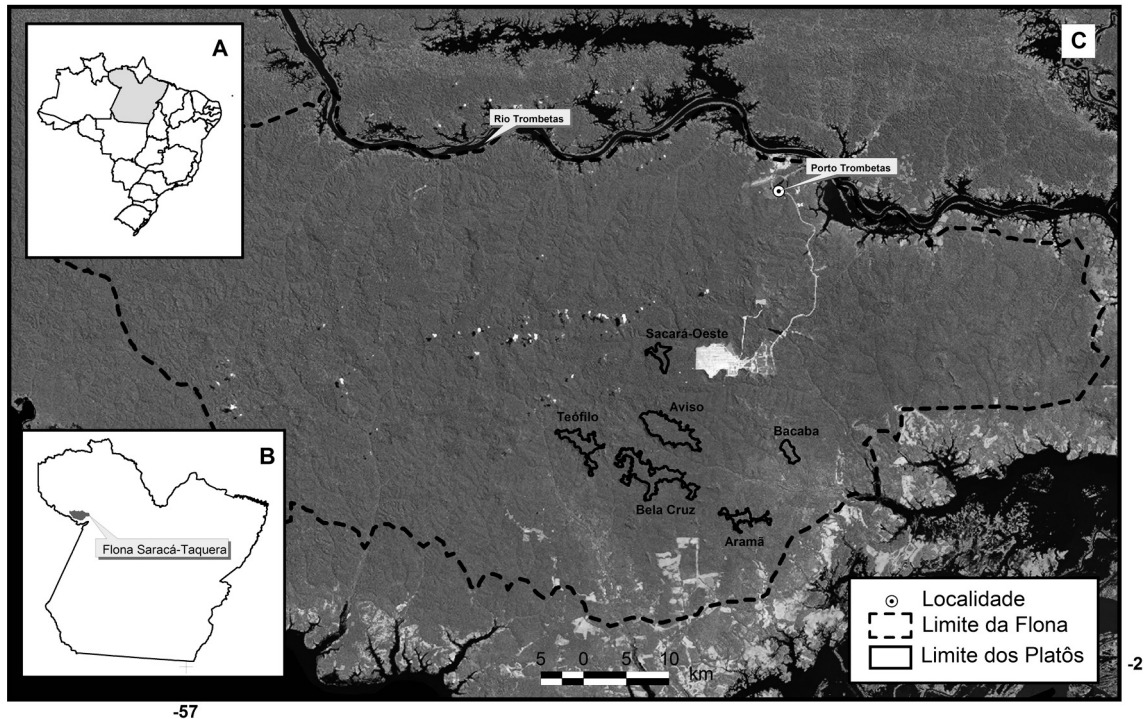 A
C
Rio Trombetas
Porto Trombetas
Sacará-Oeste
Teófilo
Aviso
Bacaba
Bela Cruz
Aramã
B
Flona Saracá-Taquera
Localidade
Limite da Flona
Limite dos Platôs
5 0 5 10
km
-2
-57